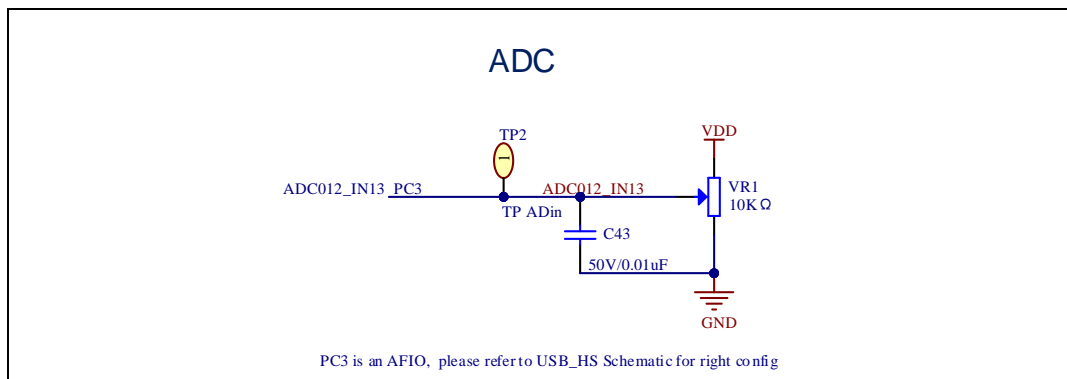 ADC
TP2
1
VDD
ADC012_IN13_PC3
ADC012_IN13
VR1
10KΩ
TP ADin
C43
50V/0.01uF
GND
PC3 is an AFIO, please refer to USB_HS Schematic for right config